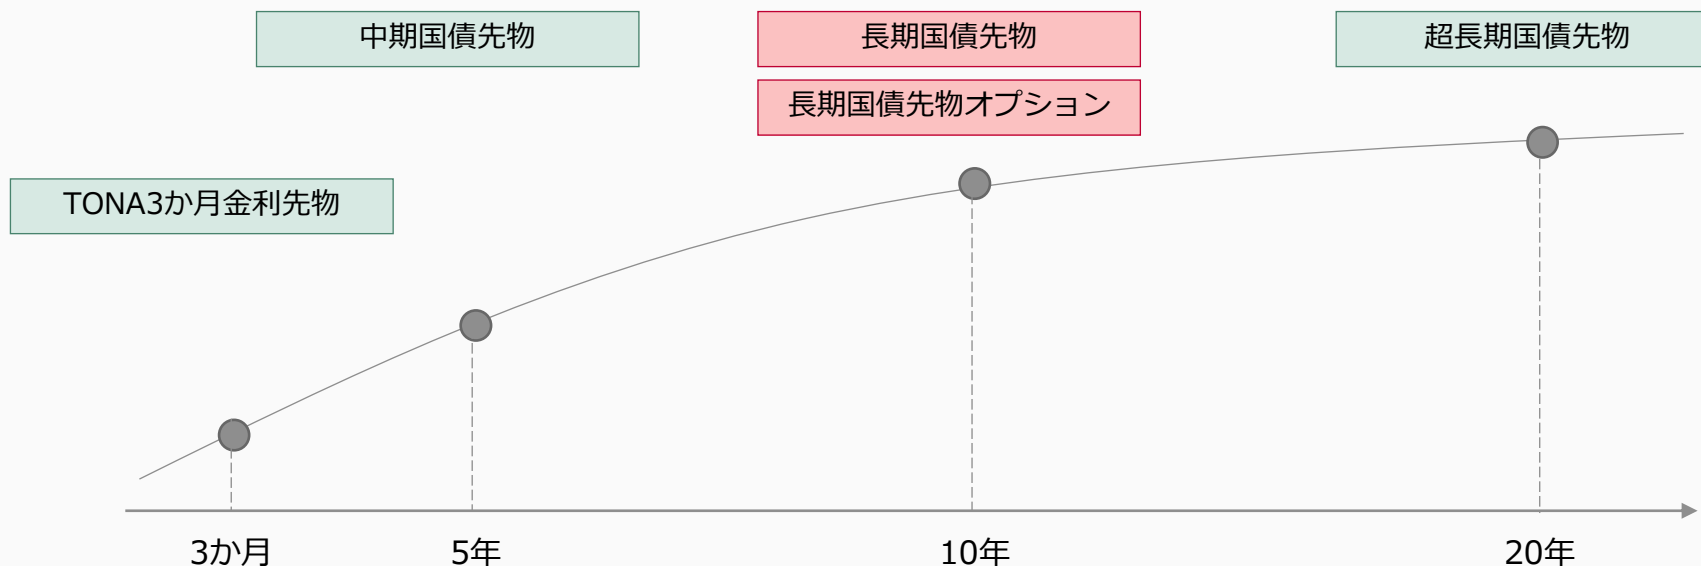 中期国債先物
長期国債先物
超長期国債先物
長期国債先物オプション
TONA3か月金利先物
3か月
5年
10年
20年